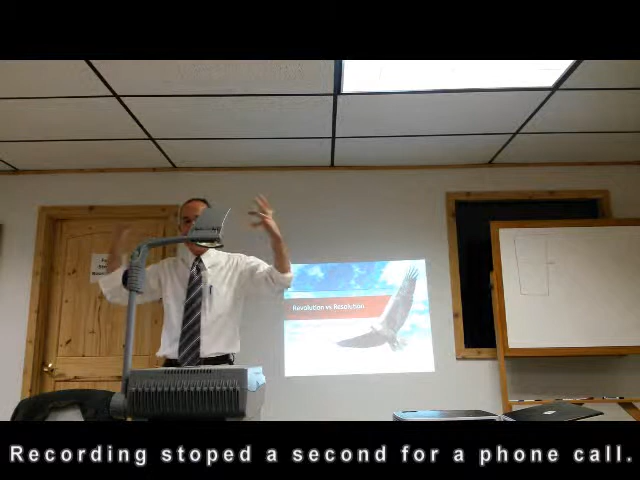 Revolution vs Resolution
Recording stoped a second for a phone call.